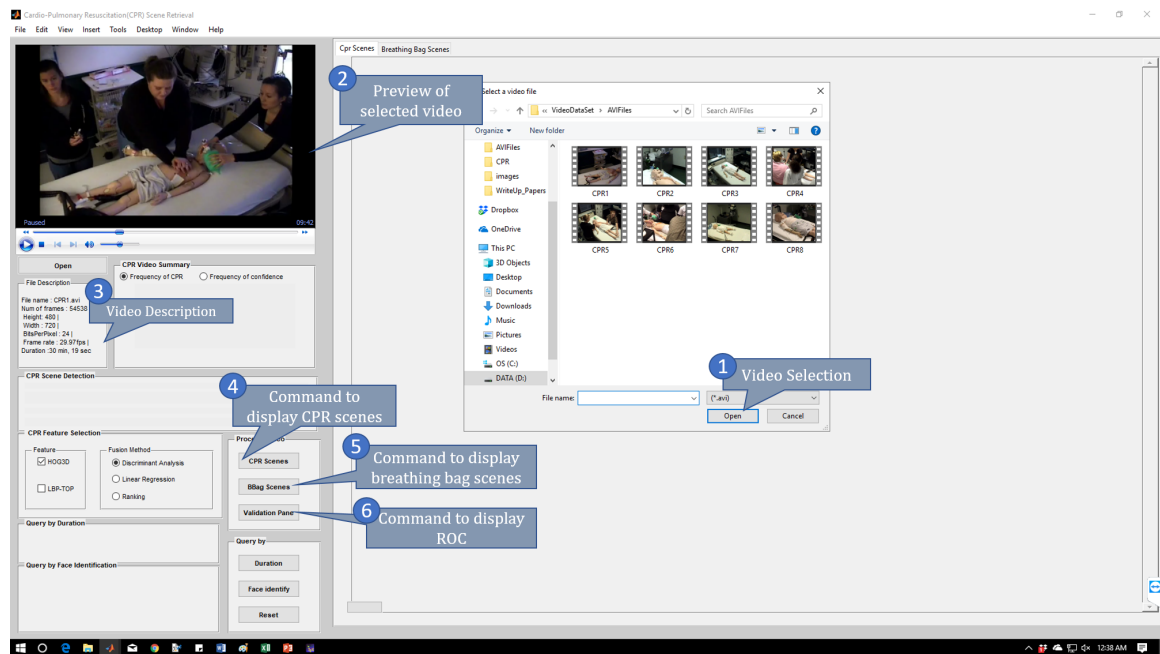 Cardio-Pulmonary Resuscitation(CPR) Scene Retrieval
File Edit View Insert Tools Desktop Window Help
Cpr Scenes Breathing Bag Scenes
2
Preview of
selected video
Select a video file
« VideoDataSet › AVIFiles
Search AVIFiles
Organize New folder
AVIFiles
CPR
images
WriteUp_Papers
Dropbox
OneDrive
This PC
3D Objects
Desktop
Documents
Downloads
Music
Pictures
Videos
OS (C:)
DATA (D:)
CPR1 CPR2 CPR3 CPR4
CPR5 CPR6 CPR7 CPR8
1
Video Selection
File name: (*.avi)
Open Cancel
Paused 09:42
Open
File Description
File name : CPR1.avi
Num of frames : 54538
Height: 480 |
Width : 720 |
BitsPerPixel : 24 |
Frame rate : 29.97fps |
Duration :30 min, 19 sec
3
Video Description
CPR Video Summary
Frequency of CPR Frequency of confidence
CPR Scene Detection
4
Command to
display CPR scenes
CPR Feature Selection
Feature
HOG3D
LBP-TOP
Fusion Method
Discriminant Analysis
Linear Regression
Ranking
CPR Scenes
BBag Scenes
Validation Pane
5
Command to display
breathing bag scenes
6
Command to display
ROC
Query by Duration
Query by Face Identification
Query by
Duration
Face identify
Reset
12:38 AM